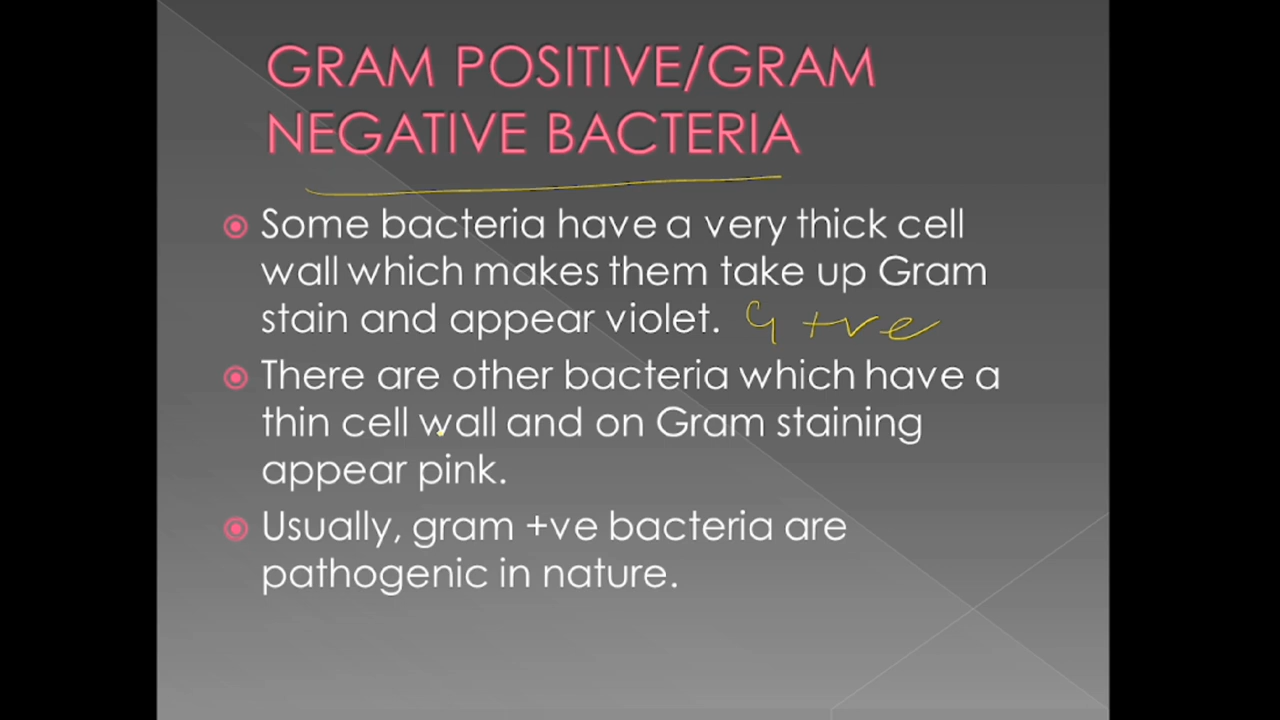 GRAM POSITIVE/GRAM
NEGATIVE BACTERIA
Some bacteria have a very thick cell
wall which makes them take up Gram
stain and appear violet. G +ve
There are other bacteria which have a
thin cell wall and on Gram staining
appear pink.
Usually, gram +ve bacteria are
pathogenic in nature.